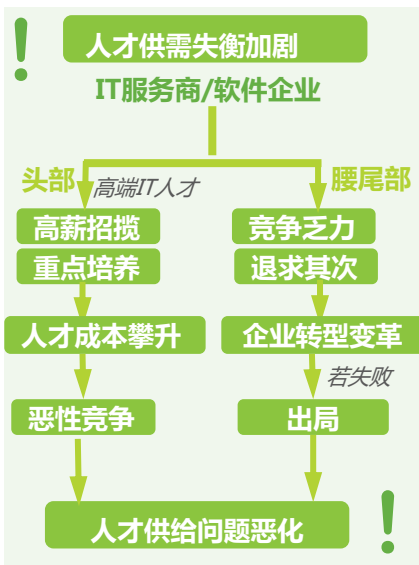 !
人才供需失衡加剧
IT服务商/软件企业
头部
高端IT人才
腰尾部
高薪招揽
竞争乏力
重点培养
退求其次
人才成本攀升
企业转型变革
若失败
恶性竞争
出局
人才供给问题恶化
!